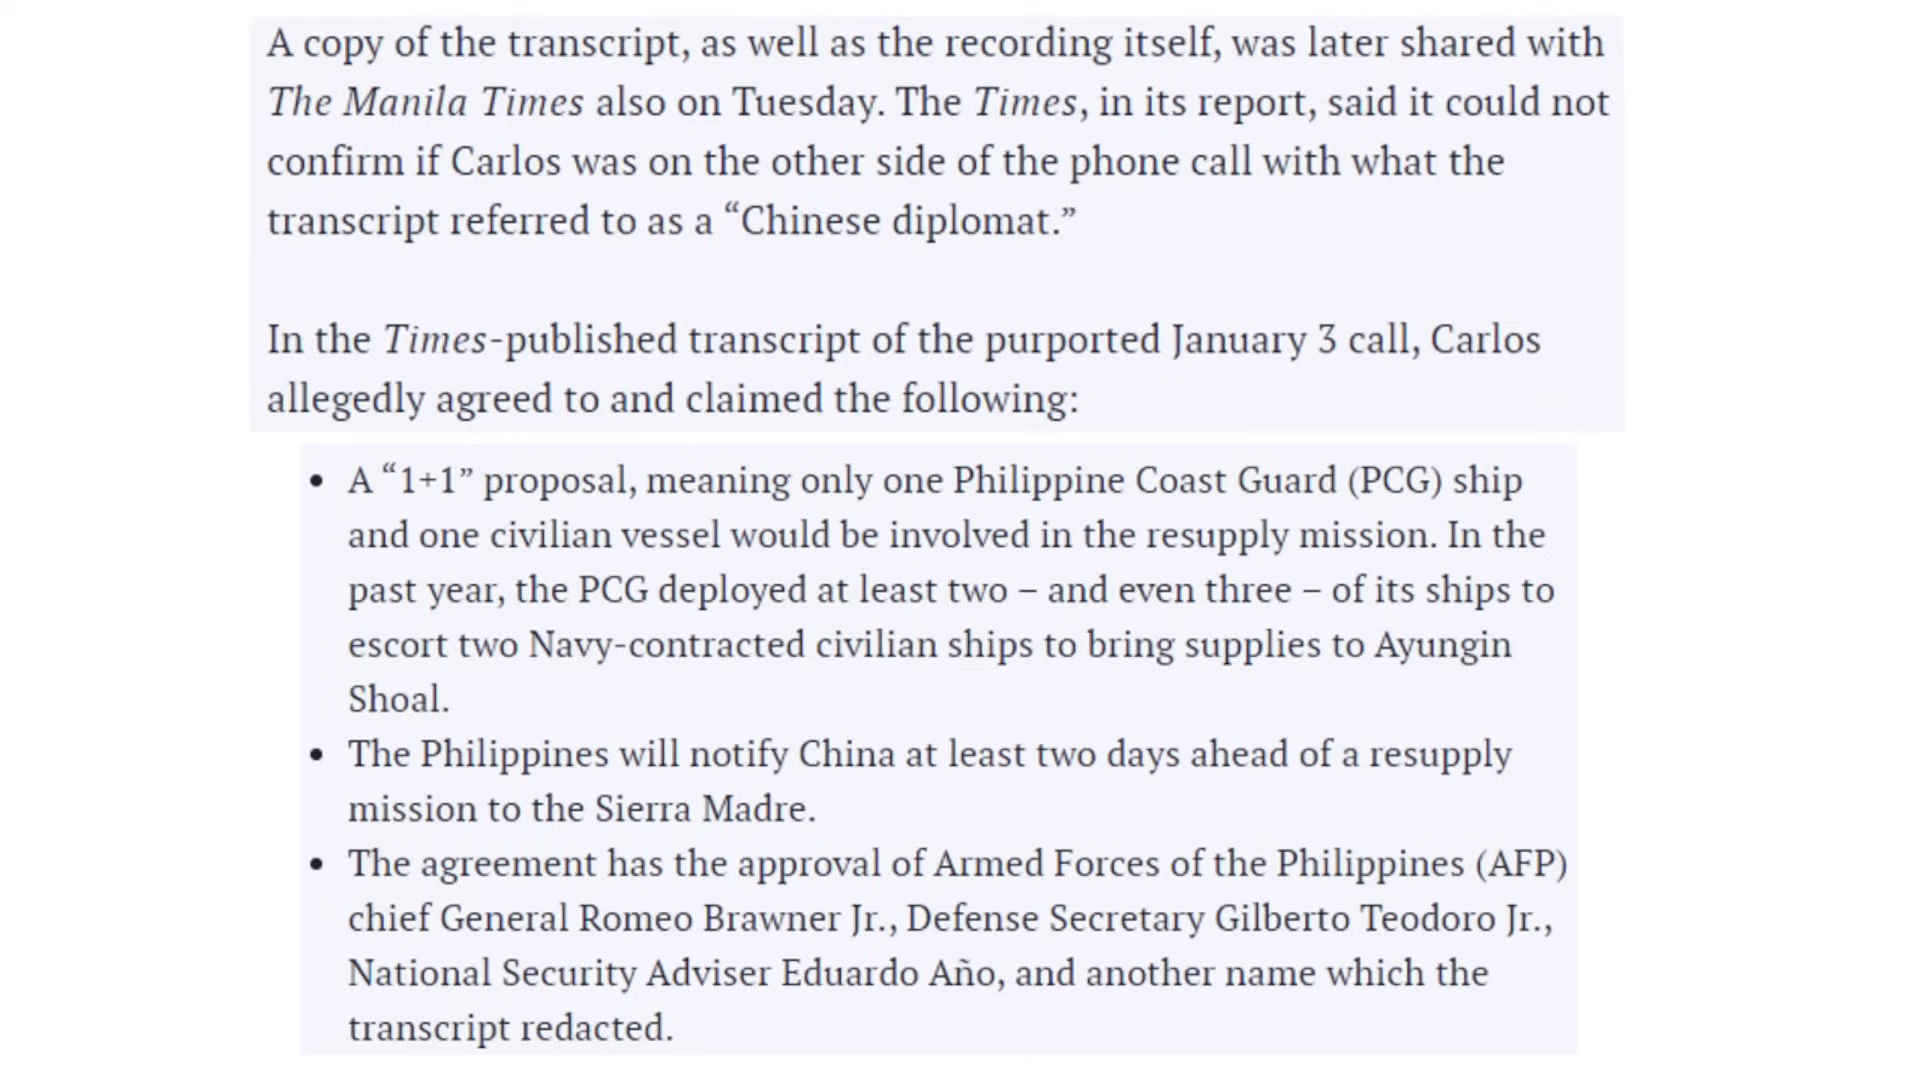 A copy of the transcript, as well as the recording itself, was later shared with
The Manila Times also on Tuesday. The Times, in its report, said it could not
confirm if Carlos was on the other side of the phone call with what the
transcript referred to as a “Chinese diplomat.”
In the Times-published transcript of the purported January 3 call, Carlos
allegedly agreed to and claimed the following:
• A “1+1” proposal, meaning only one Philippine Coast Guard (PCG) ship
and one civilian vessel would be involved in the resupply mission. In the
past year, the PCG deployed at least two – and even three – of its ships to
escort two Navy-contracted civilian ships to bring supplies to Ayungin
Shoal.
• The Philippines will notify China at least two days ahead of a resupply
mission to the Sierra Madre.
• The agreement has the approval of Armed Forces of the Philippines (AFP)
chief General Romeo Brawner Jr., Defense Secretary Gilberto Teodoro Jr.,
National Security Adviser Eduardo Año, and another name which the
transcript redacted.